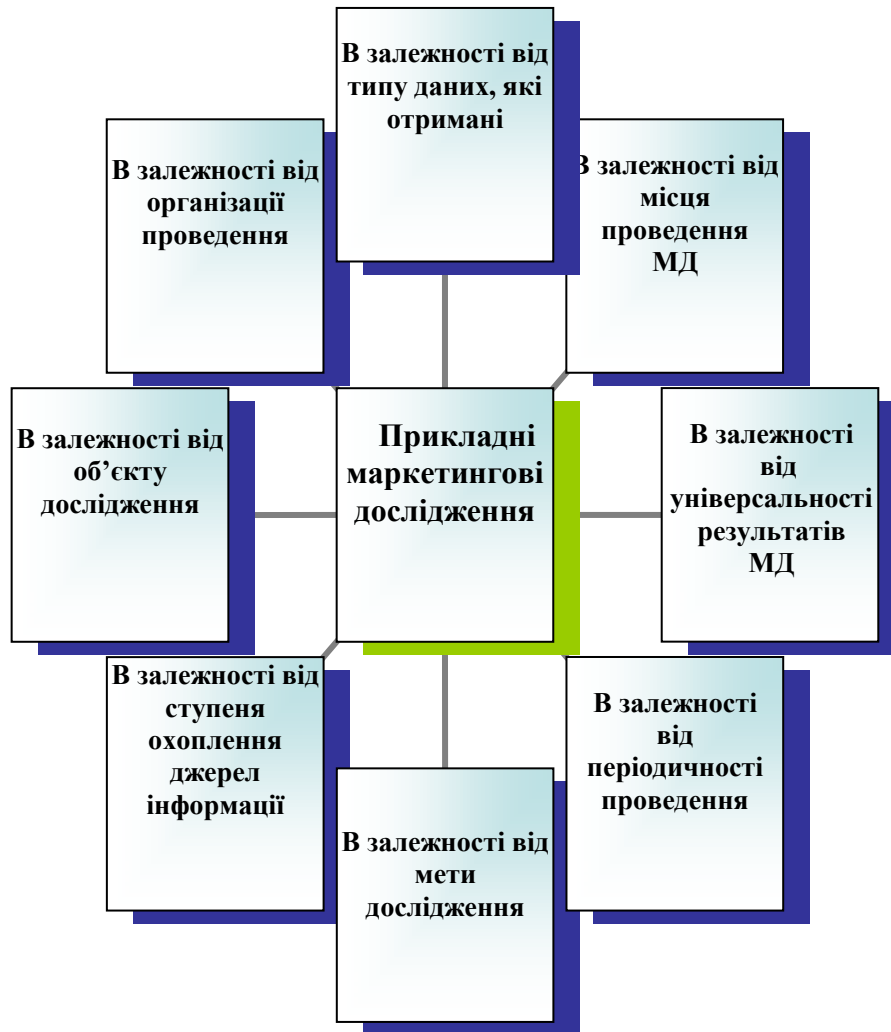 В залежності від
типу даних, які
отримані
В залежності від
організації
проведення
В залежності від
місця
проведення
МД
В залежності від
об’єкту
дослідження
Прикладні
маркетингові
дослідження
В залежності
від
універсальності
результатів
МД
В залежності від
ступеня
охоплення
джерел
інформації
В залежності
від
періодичності
проведення
В залежності від
мети
дослідження